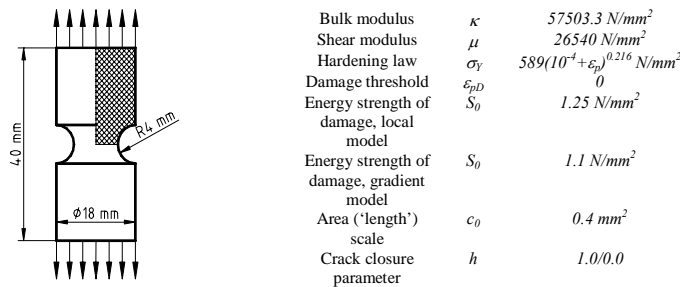 40 mm
R4 mm
ϕ18 mm
Bulk modulus κ 57503.3 N/mm²
Shear modulus μ 26540 N/mm²
Hardening law σ_Y 589(10⁻⁴+ε_p)^0.216 N/mm²
Damage threshold ε_pD 0
Energy strength of S₀ 1.25 N/mm²
damage, local
model
Energy strength of S₀ 1.1 N/mm²
damage, gradient
model
Area (‘length’) c₀ 0.4 mm²
scale
Crack closure h 1.0/0.0
parameter